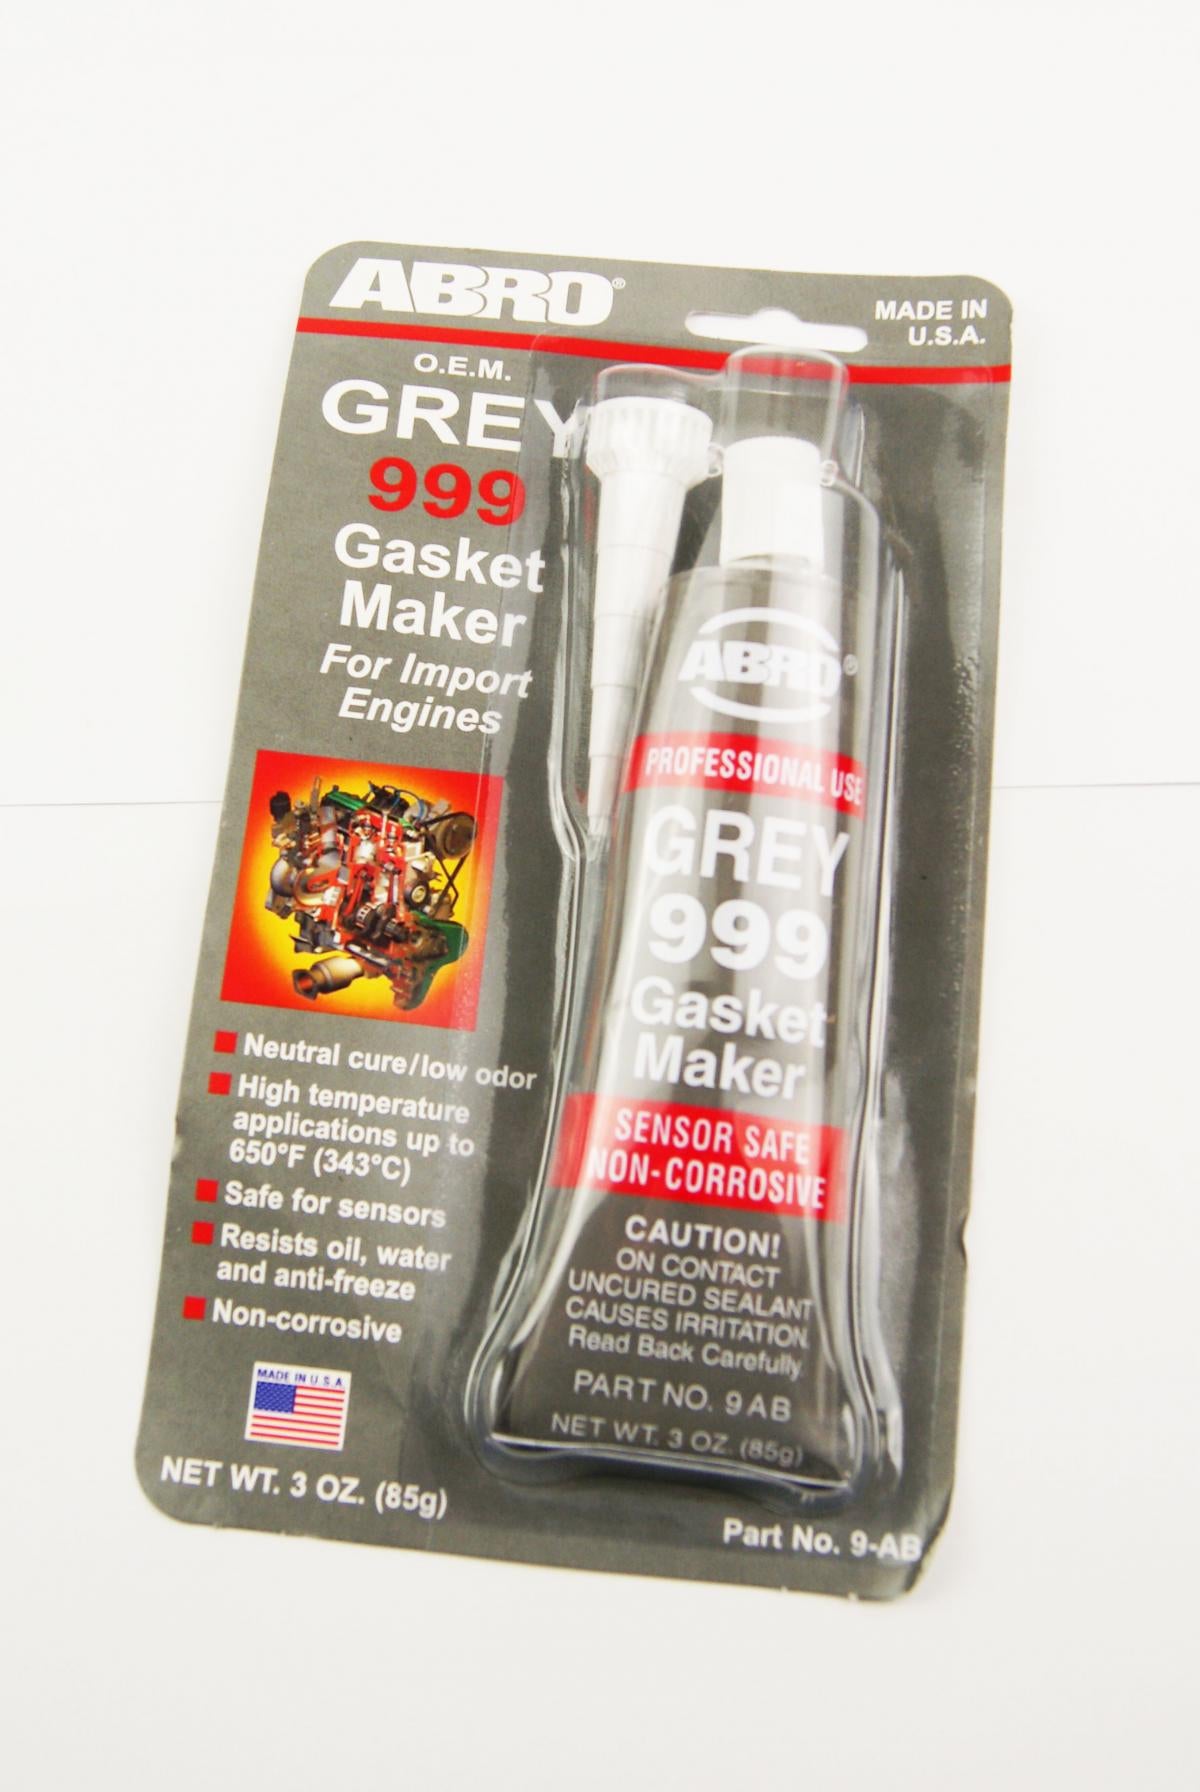 ABRO®
MADE IN
U.S.A.
O.E.M.
GREY
999
Gasket
Maker
For Import
Engines
Neutral cure/low odor
High temperature
applications up to
650°F (343°C)
Safe for sensors
Resists oil, water
and anti-freeze
Non-corrosive
MADE IN U.S.A.
NET WT. 3 OZ. (85g)
Part No. 9-AB
ABRO®
PROFESSIONAL USE
GREY
999
Gasket
Maker
SENSOR SAFE
NON-CORROSIVE
CAUTION!
ON CONTACT
UNCURED SEALANT
CAUSES IRRITATION.
Read Back Carefully.
PART NO. 9AB
NET WT. 3 OZ. (85g)